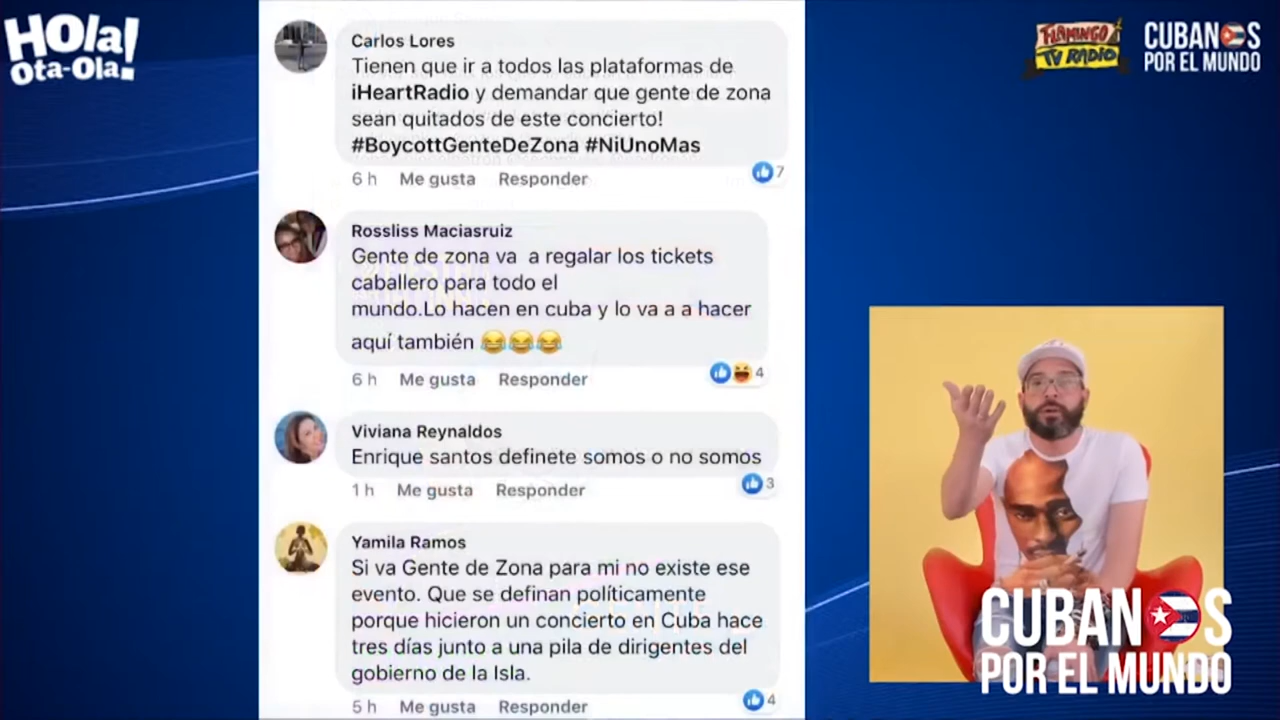 HOla!
Ota-Ola!
FLAMINGO
TV RADIO
CUBANOS
POR EL MUNDO
Carlos Lores
Tienen que ir a todos las plataformas de
iHeartRadio y demandar que gente de zona
sean quitados de este concierto!
#BoycottGenteDeZona #NiUnoMas
6 h Me gusta Responder 7
Rossliss Maciasruiz
Gente de zona va a regalar los tickets
caballero para todo el
mundo.Lo hacen en cuba y lo va a a hacer
aquí también 😂😂😂
6 h Me gusta Responder 4
Viviana Reynaldos
Enrique santos definete somos o no somos
1 h Me gusta Responder 3
Yamila Ramos
Si va Gente de Zona para mi no existe ese
evento. Que se definan políticamente
porque hicieron un concierto en Cuba hace
tres días junto a una pila de dirigentes del
gobierno de la Isla.
5 h Me gusta Responder 4
CUBANOS
POR EL MUNDO